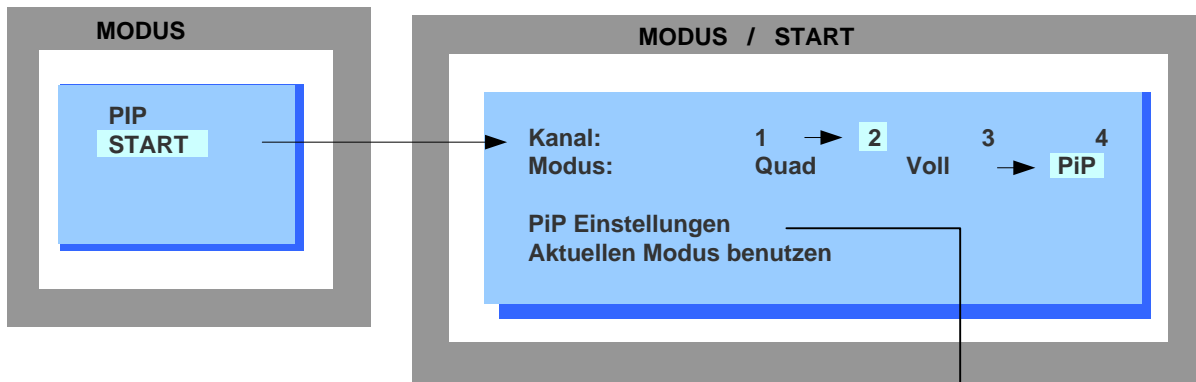 MODUS
PIP
START
MODUS / START
Kanal: 1 2 3 4
Modus: Quad Voll PiP
PiP Einstellungen
Aktuellen Modus benutzen